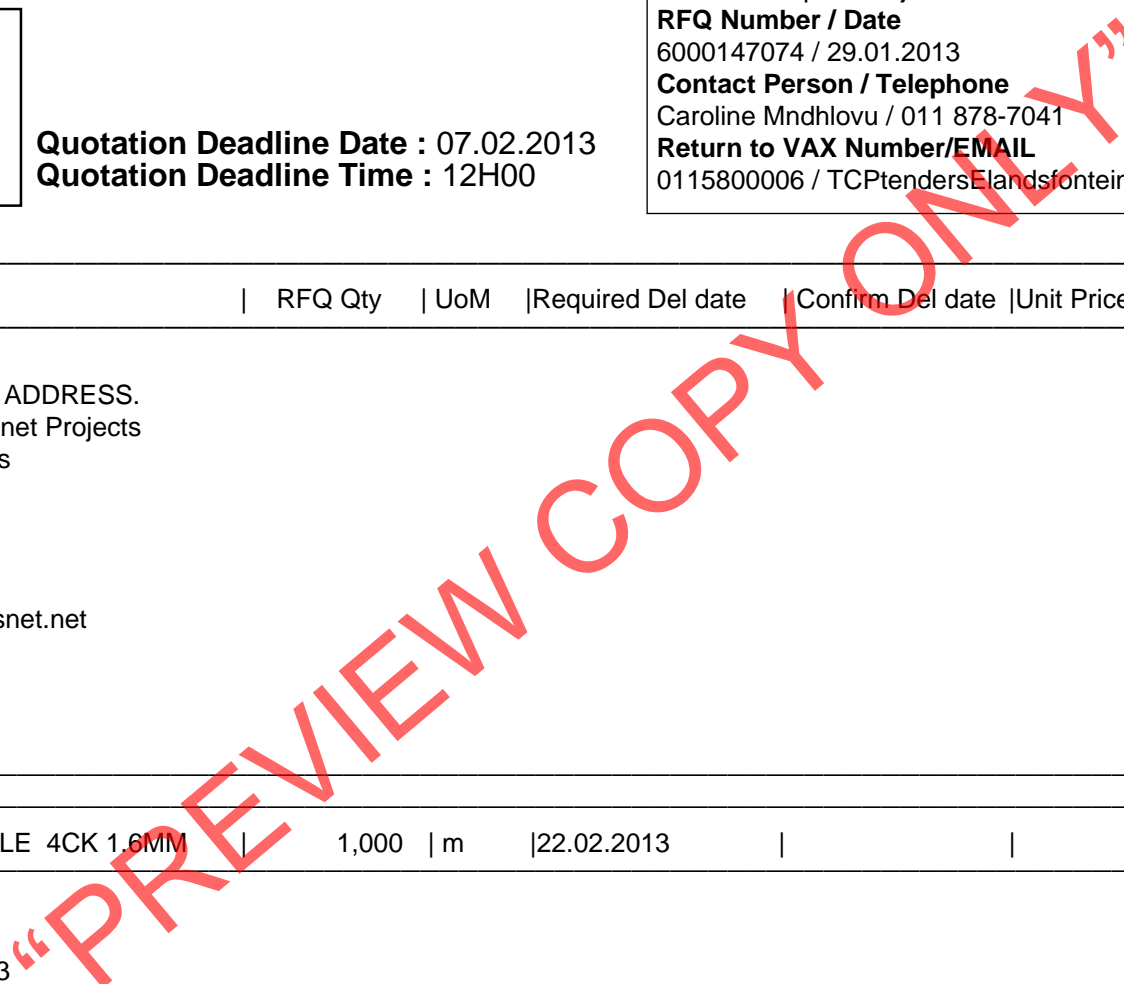 RFQ Number / Date
6000147074 / 29.01.2013
Contact Person / Telephone
Caroline Mndhlovu / 011 878-7041
Return to VAX Number/EMAIL
0115800006 / TCPtendersElandsfontein
Quotation Deadline Date : 07.02.2013
Quotation Deadline Time : 12H00
| RFQ Qty | UoM |Required Del date | Confirm Del date |Unit Price
ADDRESS.
net Projects
s
snet.net
LE 4CK 1.6MM | 1,000 | m |22.02.2013 | |
3
“PREVIEW COPY ONLY”